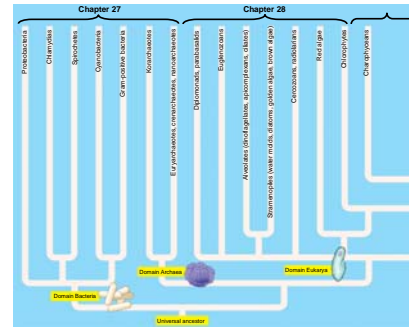 Chapter 27
Chapter 28
Proteobacteria
Chlamydias
Spirochetes
Cyanobacteria
Gram-positive bacteria
Korarchaeotes
Euryarchaeotes, crenarchaeotes, nanoarchaeotes
Diplomonads, parabasalids
Euglenozoans
Alveolates (dinoflagellates, apicomplexans, ciliates)
Stramenopiles (water molds, diatoms, golden algae, brown algae)
Cercozoans, radiolarians
Red algae
Chlorophytes
Charophyceans
Domain Archaea
Domain Eukarya
Domain Bacteria
Universal ancestor